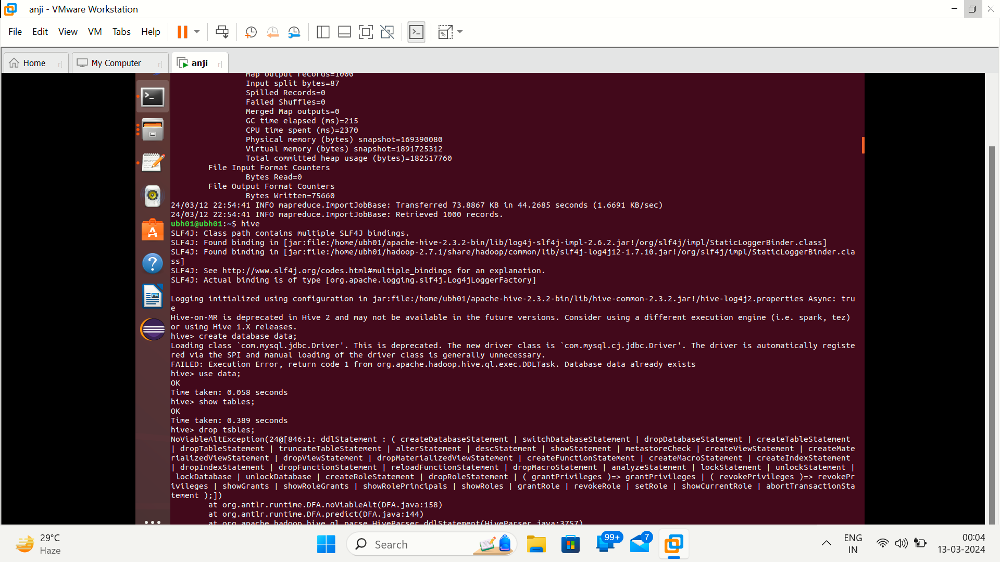 anji - VMware Workstation
File Edit View VM Tabs Help
Home My Computer anji
Map output records=1000
Input split bytes=87
Spilled Records=0
Failed Shuffles=0
Merged Map outputs=0
GC time elapsed (ms)=215
CPU time spent (ms)=2370
Physical memory (bytes) snapshot=169390080
Virtual memory (bytes) snapshot=1891725312
Total committed heap usage (bytes)=182517760
File Input Format Counters
Bytes Read=0
File Output Format Counters
Bytes Written=75660
24/03/12 22:54:41 INFO mapreduce.ImportJobBase: Transferred 73.8867 KB in 44.2685 seconds (1.6691 KB/sec)
24/03/12 22:54:41 INFO mapreduce.ImportJobBase: Retrieved 1000 records.
ubh01@ubh01:~$ hive
SLF4J: Class path contains multiple SLF4J bindings.
SLF4J: Found binding in [jar:file:/home/ubh01/apache-hive-2.3.2-bin/lib/log4j-slf4j-impl-2.6.2.jar!/org/slf4j/impl/StaticLoggerBinder.class]
SLF4J: Found binding in [jar:file:/home/ubh01/hadoop-2.7.1/share/hadoop/common/lib/slf4j-log4j12-1.7.10.jar!/org/slf4j/impl/StaticLoggerBinder.cla
ss]
SLF4J: See http://www.slf4j.org/codes.html#multiple_bindings for an explanation.
SLF4J: Actual binding is of type [org.apache.logging.slf4j.Log4jLoggerFactory]
Logging initialized using configuration in jar:file:/home/ubh01/apache-hive-2.3.2-bin/lib/hive-common-2.3.2.jar!/hive-log4j2.properties Async: tru
e
Hive-on-MR is deprecated in Hive 2 and may not be available in the future versions. Consider using a different execution engine (i.e. spark, tez)
or using Hive 1.X releases.
hive> create database data;
Loading class `com.mysql.jdbc.Driver'. This is deprecated. The new driver class is `com.mysql.cj.jdbc.Driver'. The driver is automatically registe
red via the SPI and manual loading of the driver class is generally unnecessary.
FAILED: Execution Error, return code 1 from org.apache.hadoop.hive.ql.exec.DDLTask. Database data already exists
hive> use data;
OK
Time taken: 0.058 seconds
hive> show tables;
OK
Time taken: 0.389 seconds
hive> drop tsbles;
NoViableAltException(24@[846:1: ddlStatement : ( createDatabaseStatement | switchDatabaseStatement | dropDatabaseStatement | createTableStatement
| dropTableStatement | truncateTableStatement | alterStatement | descStatement | showStatement | metastoreCheck | createViewStatement | createMate
rializedViewStatement | dropViewStatement | dropMaterializedViewStatement | createFunctionStatement | createMacroStatement | createIndexStatement
| dropIndexStatement | dropFunctionStatement | reloadFunctionStatement | dropMacroStatement | analyzeStatement | lockStatement | unlockStatement |
lockDatabase | unlockDatabase | createRoleStatement | dropRoleStatement | ( grantPrivileges )=> grantPrivileges | ( revokePrivileges )=> revokePr
ivileges | showGrants | showRoleGrants | showRolePrincipals | showRoles | grantRole | revokeRole | setRole | showCurrentRole | abortTransactionSta
tement );])
at org.antlr.runtime.DFA.noViableAlt(DFA.java:158)
at org.antlr.runtime.DFA.predict(DFA.java:144)
at org.apache.hadoop.hive.ql.parse.HiveParser.ddlStatement(HiveParser.java:3757)
29°C
Haze
Search
99+
7
ENG
IN
00:04
13-03-2024